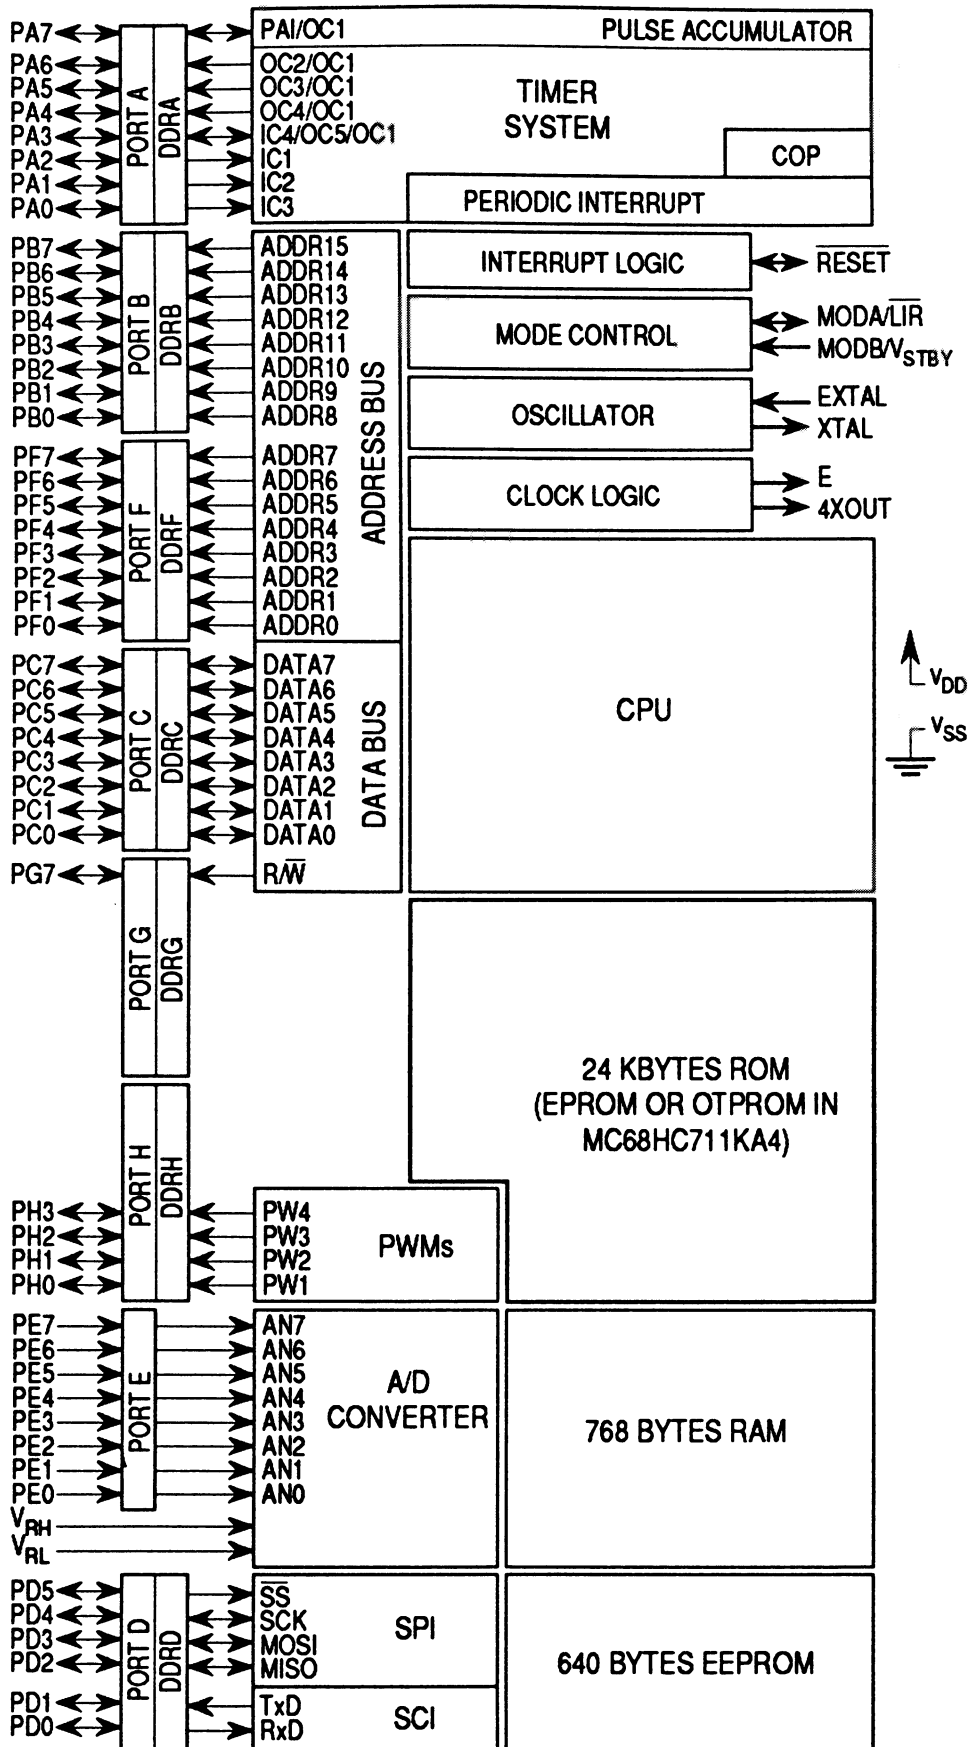 PA7 PAI/OC1 PULSE ACCUMULATOR
PA6 OC2/OC1
PA5 OC3/OC1
PA4 OC4/OC1
PA3 IC4/OC5/OC1
PA2 IC1
PA1 IC2
PA0 IC3
PORT A
DDRA
TIMER
SYSTEM
COP
PERIODIC INTERRUPT
PB7 ADDR15
PB6 ADDR14
PB5 ADDR13
PB4 ADDR12
PB3 ADDR11
PB2 ADDR10
PB1 ADDR9
PB0 ADDR8
PORT B
DDRB
PF7 ADDR7
PF6 ADDR6
PF5 ADDR5
PF4 ADDR4
PF3 ADDR3
PF2 ADDR2
PF1 ADDR1
PF0 ADDR0
PORT F
DDRF
ADDRESS BUS
INTERRUPT LOGIC
RESET
MODE CONTROL
MODA/LIR
MODB/VSTBY
OSCILLATOR
EXTAL
XTAL
CLOCK LOGIC
E
4XOUT
PC7 DATA7
PC6 DATA6
PC5 DATA5
PC4 DATA4
PC3 DATA3
PC2 DATA2
PC1 DATA1
PC0 DATA0
PORT C
DDRC
DATA BUS
CPU
VDD
VSS
PG7 R/W
PORT G
DDRG
24 KBYTES ROM
(EPROM OR OTPROM IN
MC68HC711KA4)
PORT H
DDRH
PH3 PW4
PH2 PW3
PH1 PW2
PH0 PW1
PWMs
PE7 AN7
PE6 AN6
PE5 AN5
PE4 AN4
PE3 AN3
PE2 AN2
PE1 AN1
PE0 AN0
PORT E
A/D
CONVERTER
VRH
VRL
768 BYTES RAM
PD5 SS
PD4 SCK
PD3 MOSI
PD2 MISO
SPI
PD1 TxD
PD0 RxD
SCI
PORT D
DDRD
640 BYTES EEPROM